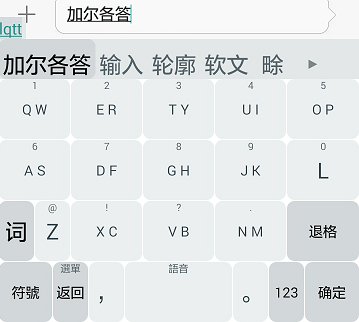 加尔各答
lqtt
加尔各答 输入 轮廓 软文 畭
1 2 3 4 5
QW ER TY UI OP
6 7 8 9 0
AS DF GH JK L
@ ! ? .
词 Z XC VB NM 退格
選單 語音
符號 返回 ， 。 123 确定